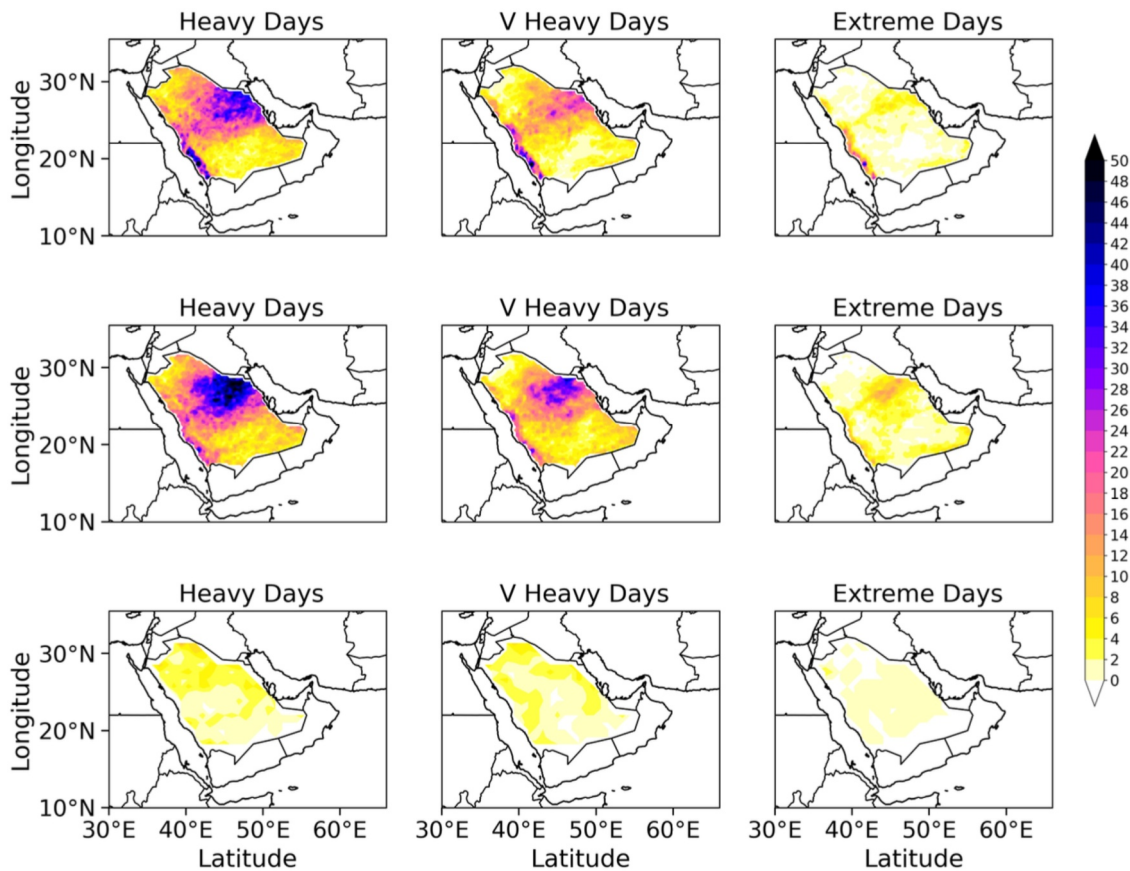 Heavy Days V Heavy Days Extreme Days
30°N
20°N
10°N
Longitude
Heavy Days V Heavy Days Extreme Days
30°N
20°N
10°N
Longitude
Heavy Days V Heavy Days Extreme Days
30°N
20°N
10°N
Longitude
30°E 40°E 50°E 60°E 30°E 40°E 50°E 60°E 30°E 40°E 50°E 60°E
Latitude Latitude Latitude
50
48
46
44
42
40
38
36
34
32
30
28
26
24
22
20
18
16
14
12
10
8
6
4
2
0